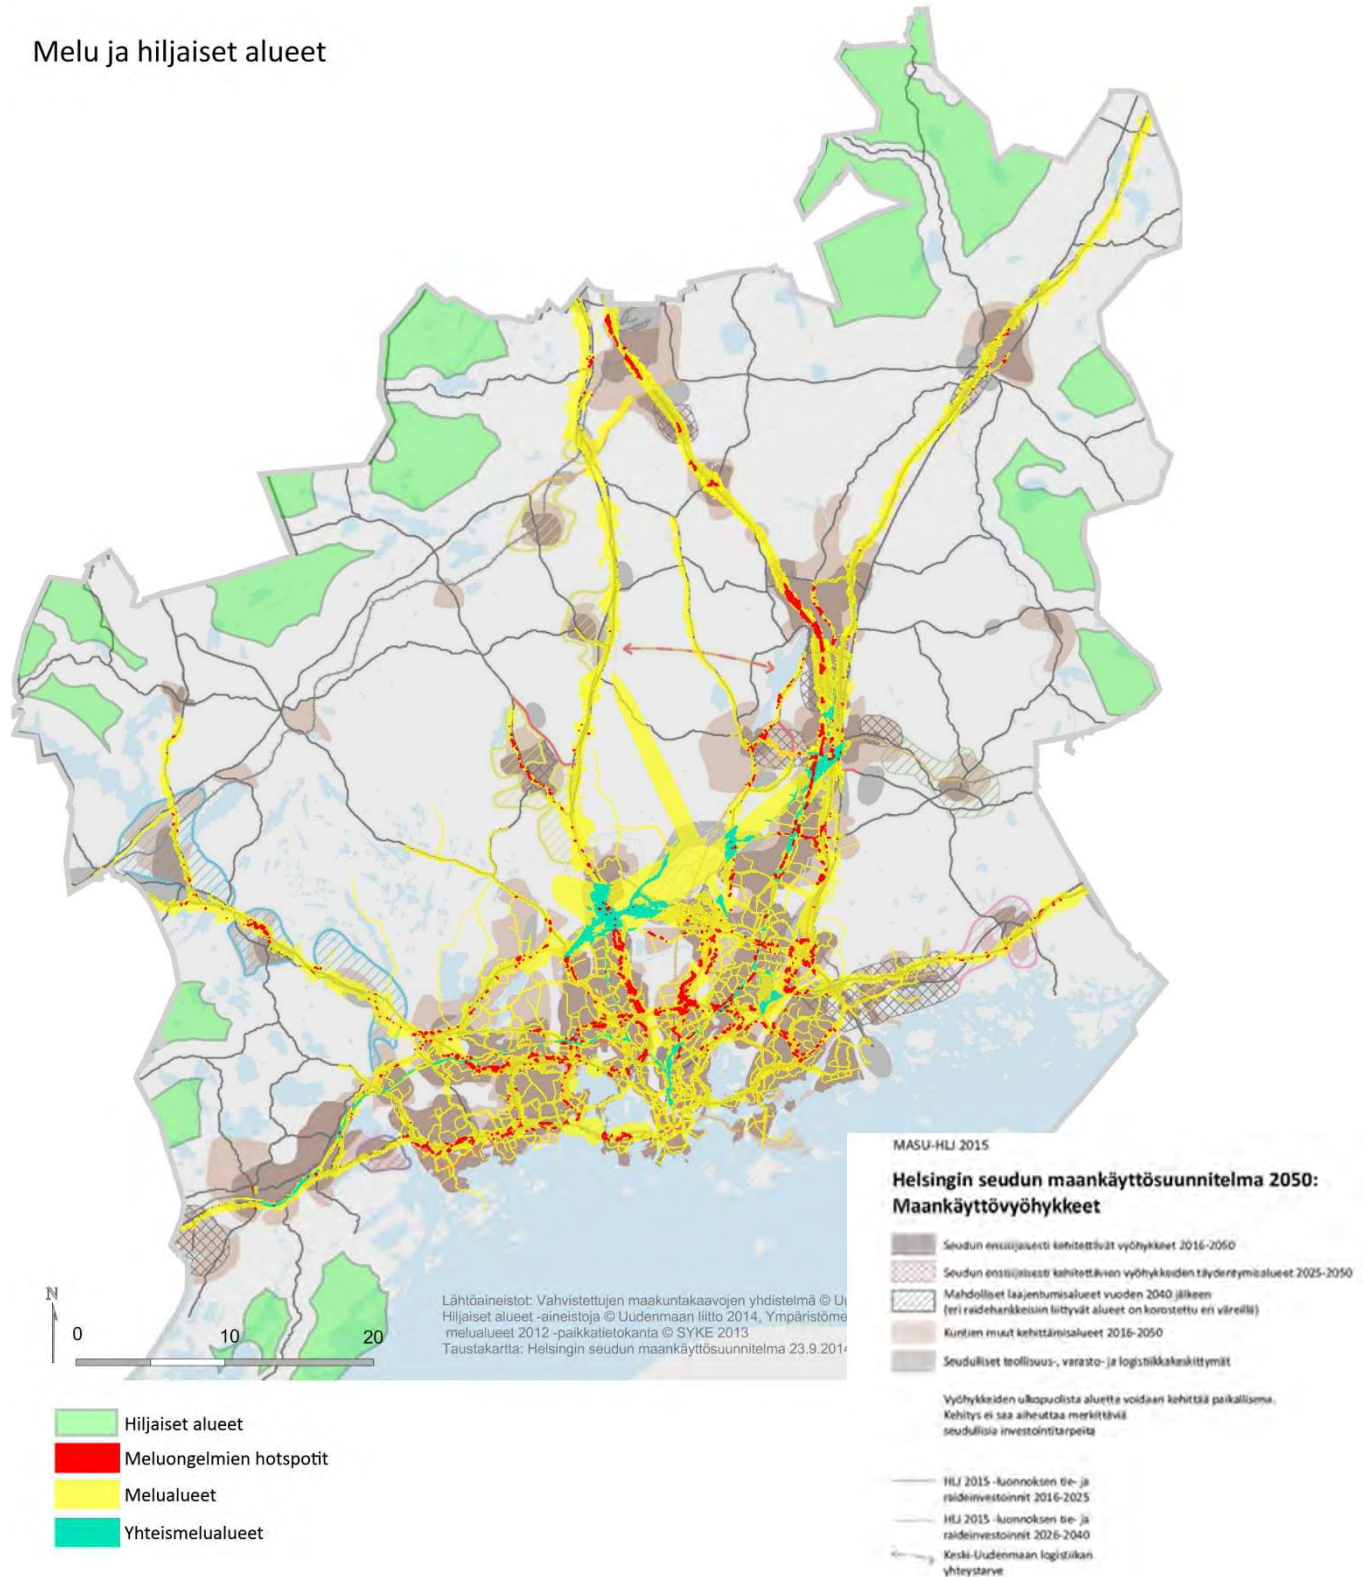 Melu ja hiljaiset alueet
N
0 10 20
Lähtöaineistot: Vahvistettujen maakuntakaavojen yhdistelmä © Uu
Hiljaiset alueet -aineistoja © Uudenmaan liitto 2014, Ympäristöme
melualueet 2012 -paikkatietokanta © SYKE 2013
Taustakartta: Helsingin seudun maankäyttösuunnitelma 23.9.2014
Hiljaiset alueet
Meluongelmien hotspotit
Melualueet
Yhteismelualueet
MASU-HLJ 2015
Helsingin seudun maankäyttösuunnitelma 2050:
Maankäyttövyöhykkeet
Seudun ensisijaisesti kehitettävät vyöhykkeet 2016-2050
Seudun ensisijaisesti kehitettävien vyöhykkeiden täydentymisalueet 2025-2050
Mahdolliset laajentumisalueet vuoden 2040 jälkeen
(eri raidehankkeisiin liittyvät alueet on korostettu eri väreillä)
Kuntien muut kehittämisalueet 2016-2050
Seudulliset teollisuus-, varasto- ja logistiikkakeskittymät
Vyöhykkeiden ulkopuolista aluetta voidaan kehittää paikallisena.
Kehitys ei saa aiheuttaa merkittäviä
seudullisia investointitarpeita
HLJ 2015 -luonnoksen tie- ja
raideinvestoinnit 2016-2025
HLJ 2015 -luonnoksen tie- ja
raideinvestoinnit 2026-2040
Keski-Uudenmaan logistiikan
yhteystarve